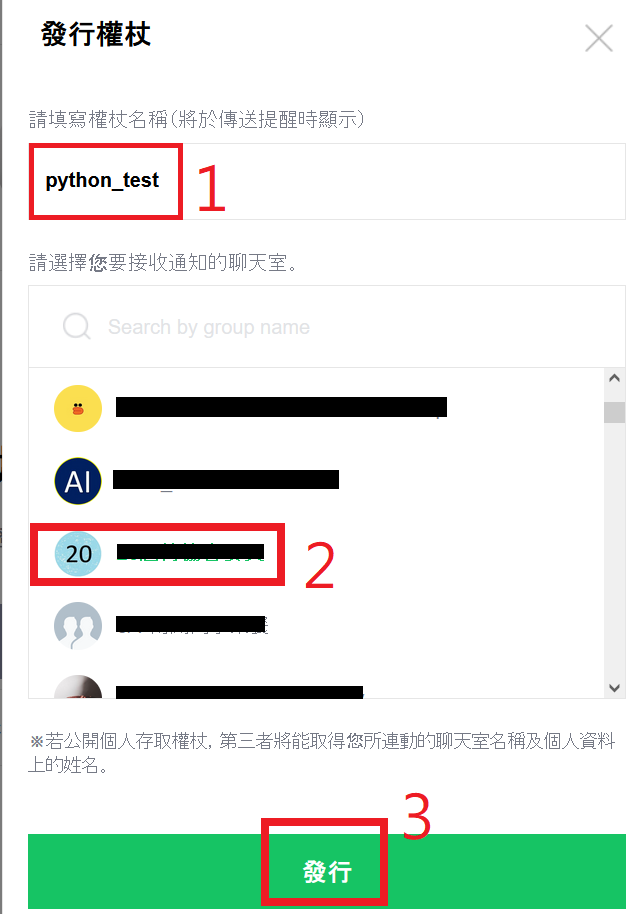 發行權杖
請填寫權杖名稱(將於傳送提醒時顯示)
python_test
1
請選擇您要接收通知的聊天室。
Search by group name
AI
20
2
※若公開個人存取權杖, 第三者將能取得您所連動的聊天室名稱及個人資料
上的姓名。
3
發行